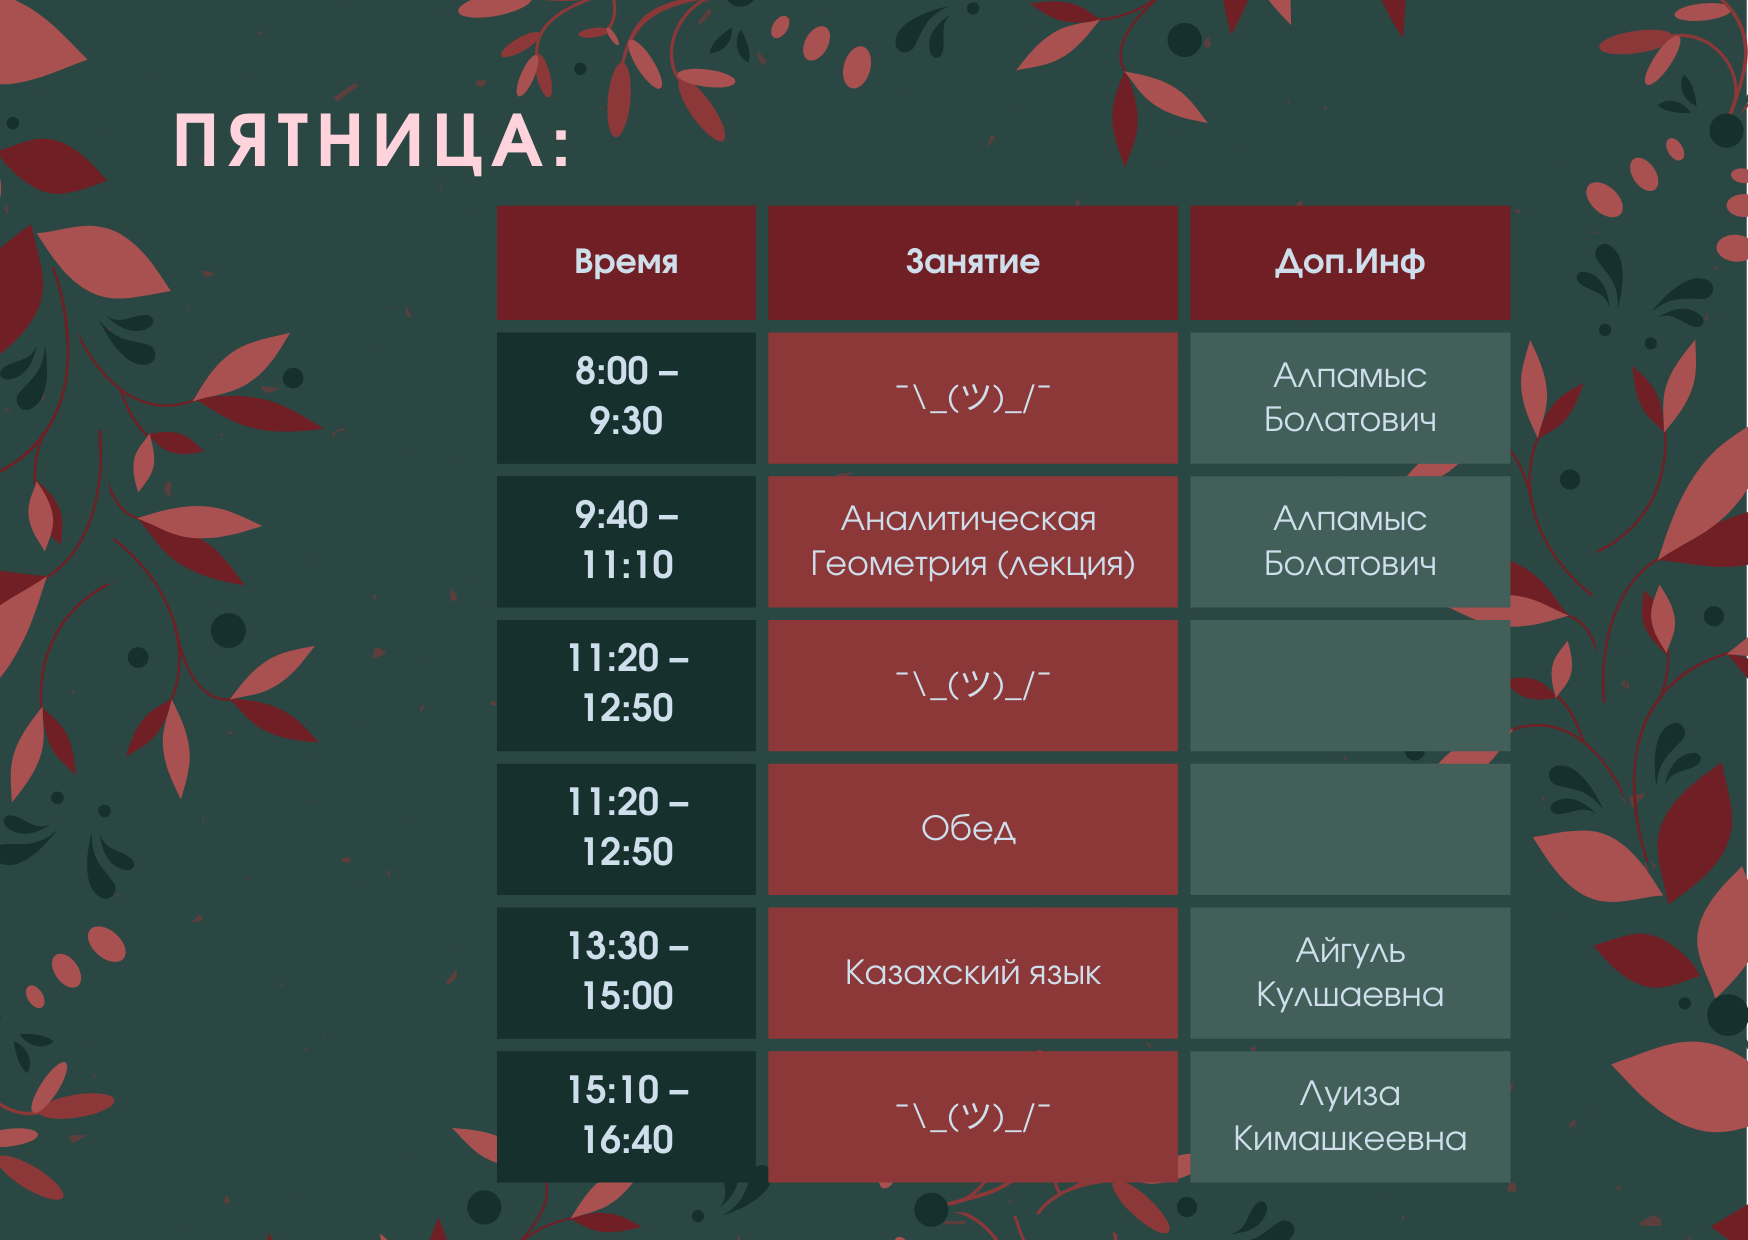 ПЯТНИЦА:
Время
Занятие
Доп.Инф
8:00 –
9:30
¯\_(ツ)_/¯
Алпамыс
Болатович
9:40 –
11:10
Аналитическая
Геометрия (лекция)
Алпамыс
Болатович
11:20 –
12:50
¯\_(ツ)_/¯
11:20 –
12:50
Обед
13:30 –
15:00
Казахский язык
Айгуль
Кулшаевна
15:10 –
16:40
¯\_(ツ)_/¯
Луиза
Кимашкеевна